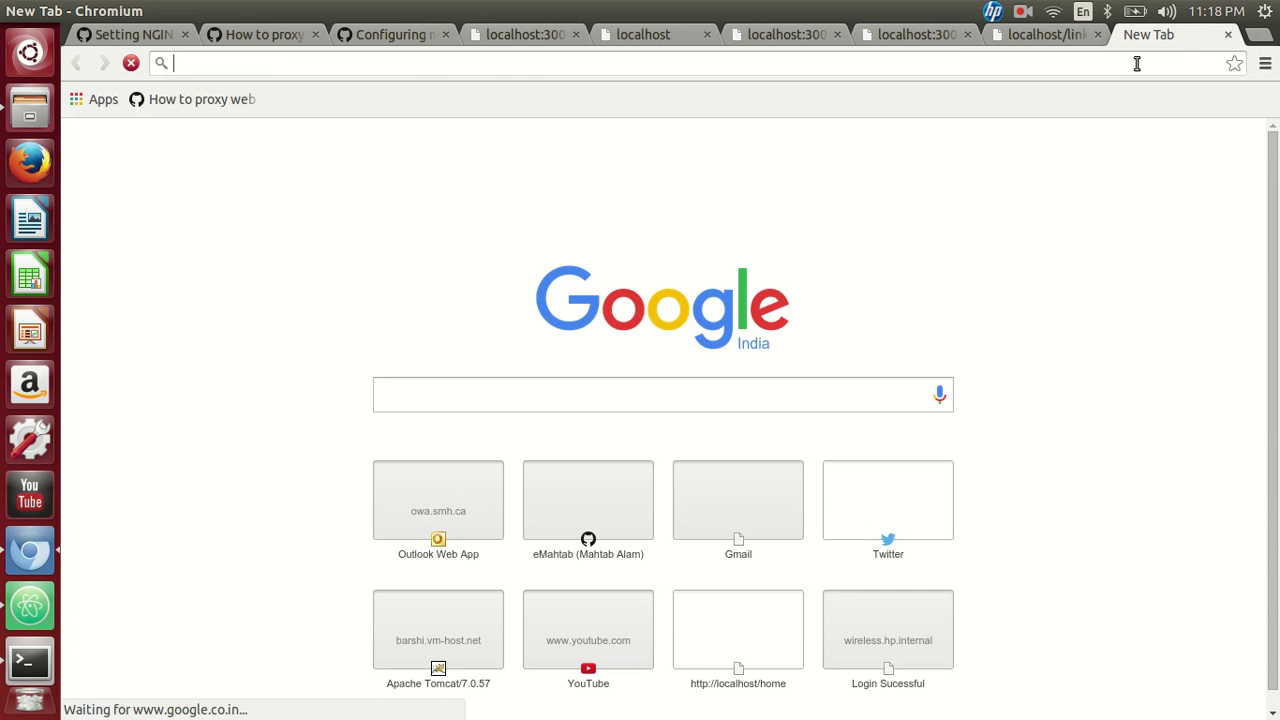 New Tab - Chromium
hp
En
11:18 PM
Setting NGIN
How to proxy
Configuring n
localhost:300
localhost
localhost:300
localhost:300
localhost/link
New Tab
Apps
How to proxy web
Google
India
owa.smh.ca
Outlook Web App
eMahtab (Mahtab Alam)
Gmail
Twitter
barshi.vm-host.net
www.youtube.com
wireless.hp.internal
Apache Tomcat/7.0.57
YouTube
http://localhost/home
Login Sucessful
a
You
Tube
Waiting for www.google.co.in...